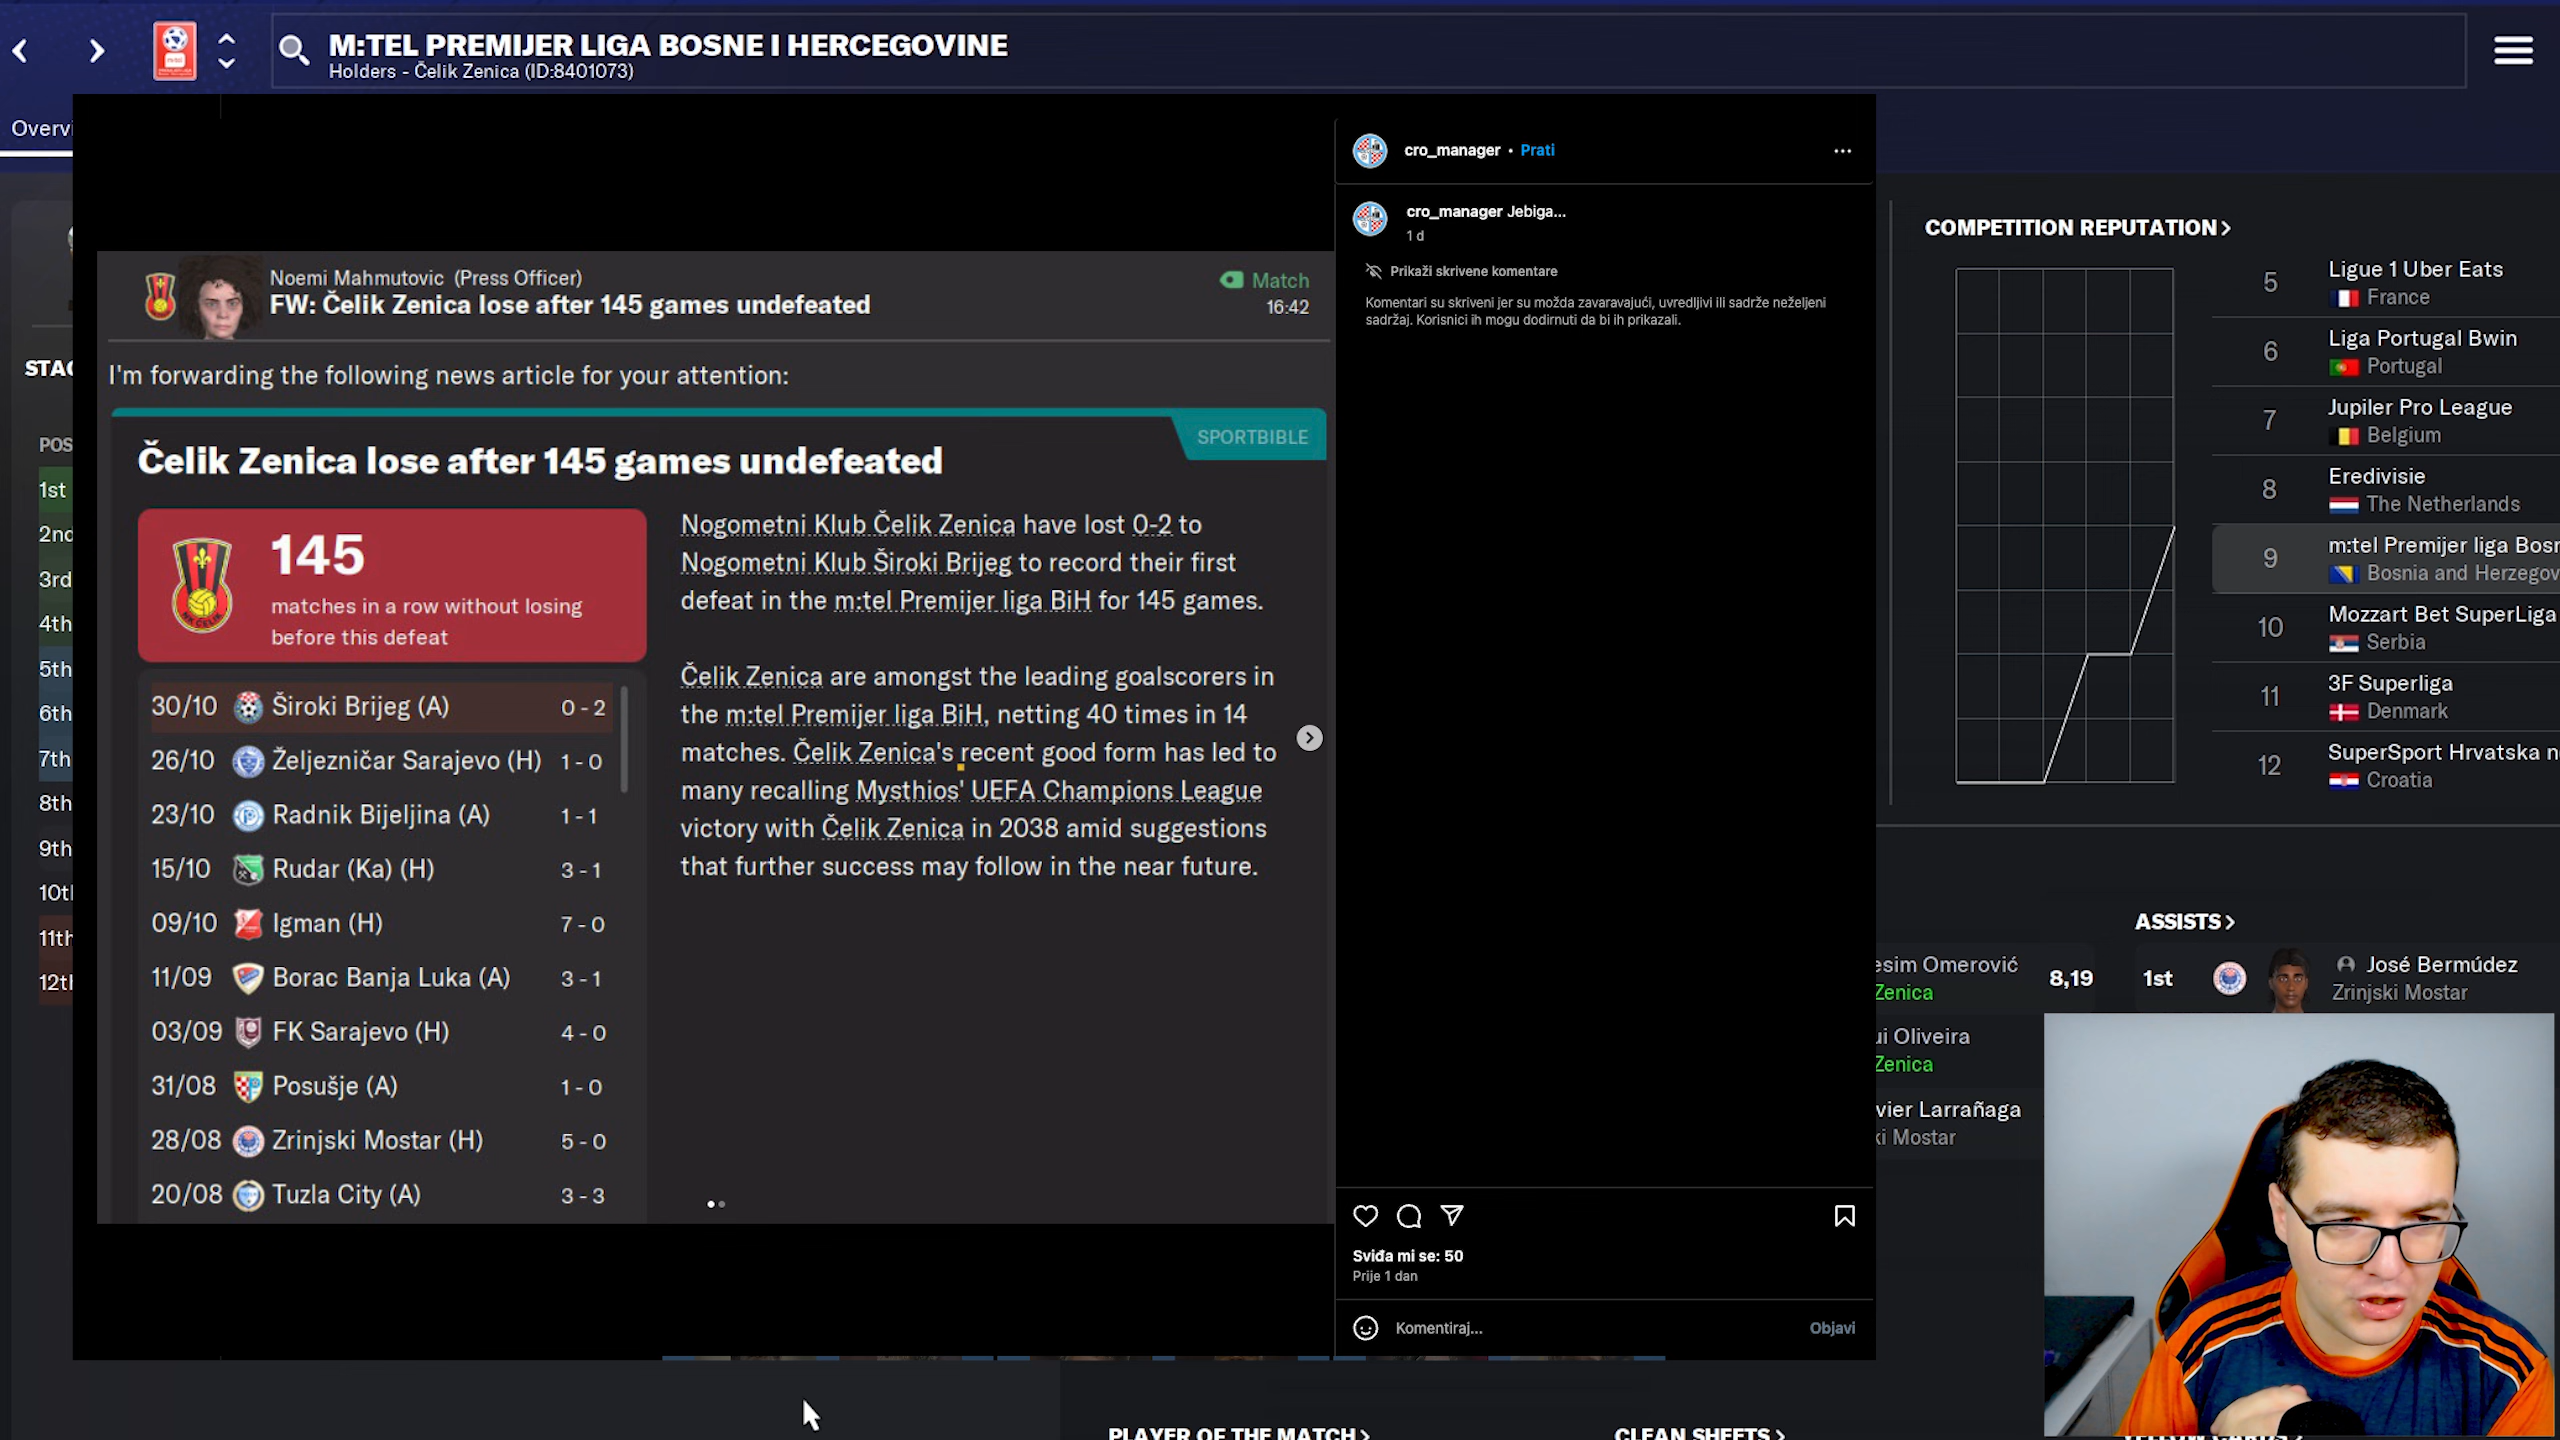 M:TEL PREMIJER LIGA BOSNE I HERCEGOVINE
Holders - Čelik Zenica (ID:8401073)
cro_manager • Prati
cro_manager Jebiga...
1 d
Prikaži skrivene komentare
Komentari su skriveni jer su možda zavaravajući, uvredljivi ili sadrže neželjeni
sadržaj. Korisnici ih mogu dodirnuti da bi ih prikazali.
Noemi Mahmutovic (Press Officer)
FW: Čelik Zenica lose after 145 games undefeated
Match
16:42
I'm forwarding the following news article for your attention:
SPORTBIBLE
Čelik Zenica lose after 145 games undefeated
145
matches in a row without losing
before this defeat
30/10 Široki Brijeg (A) 0 - 2
26/10 Željezničar Sarajevo (H) 1 - 0
23/10 Radnik Bijeljina (A) 1 - 1
15/10 Rudar (Ka) (H) 3 - 1
09/10 Igman (H) 7 - 0
11/09 Borac Banja Luka (A) 3 - 1
03/09 FK Sarajevo (H) 4 - 0
31/08 Posušje (A) 1 - 0
28/08 Zrinjski Mostar (H) 5 - 0
20/08 Tuzla City (A) 3 - 3
Nogometni Klub Čelik Zenica have lost 0-2 to
Nogometni Klub Široki Brijeg to record their first
defeat in the m:tel Premijer liga BiH for 145 games.
Čelik Zenica are amongst the leading goalscorers in
the m:tel Premijer liga BiH, netting 40 times in 14
matches. Čelik Zenica's recent good form has led to
many recalling Mysthios' UEFA Champions League
victory with Čelik Zenica in 2038 amid suggestions
that further success may follow in the near future.
POS
1st
2nd
3rd
4th
5th
6th
7th
8th
9th
11th
12th
Sviđa mi se: 50
Prije 1 dan
Komentiraj...
Objavi
COMPETITION REPUTATION >
5 Ligue 1 Uber Eats
France
6 Liga Portugal Bwin
Portugal
7 Jupiler Pro League
Belgium
8 Eredivisie
The Netherlands
9 m:tel Premijer liga
Bosnia and
10 Mozzart Bet SuperLiga
Serbia
11 3F Superliga
Denmark
12 SuperSport Hrvatska
Croatia
Omerović 8,19
Zenica
Oliveira
Zenica
Larrañaga
Mostar
ASSISTS >
1st José Bermúdez
Zrinjski Mostar
PLAYER OF THE MATCH >
CLEAN SHEETS >